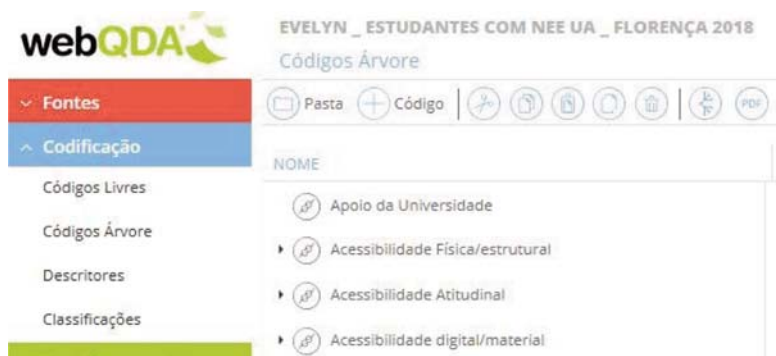 webQDA
EVELYN _ ESTUDANTES COM NEE UA _ FLORENÇA 2018
Códigos Árvore
Fontes
Pasta Código PDF
Codificação
NOME
Códigos Livres
Apoio da Universidade
Códigos Árvore
Acessibilidade Física/estrutural
Descritores
Acessibilidade Atitudinal
Classificações
Acessibilidade digital/material